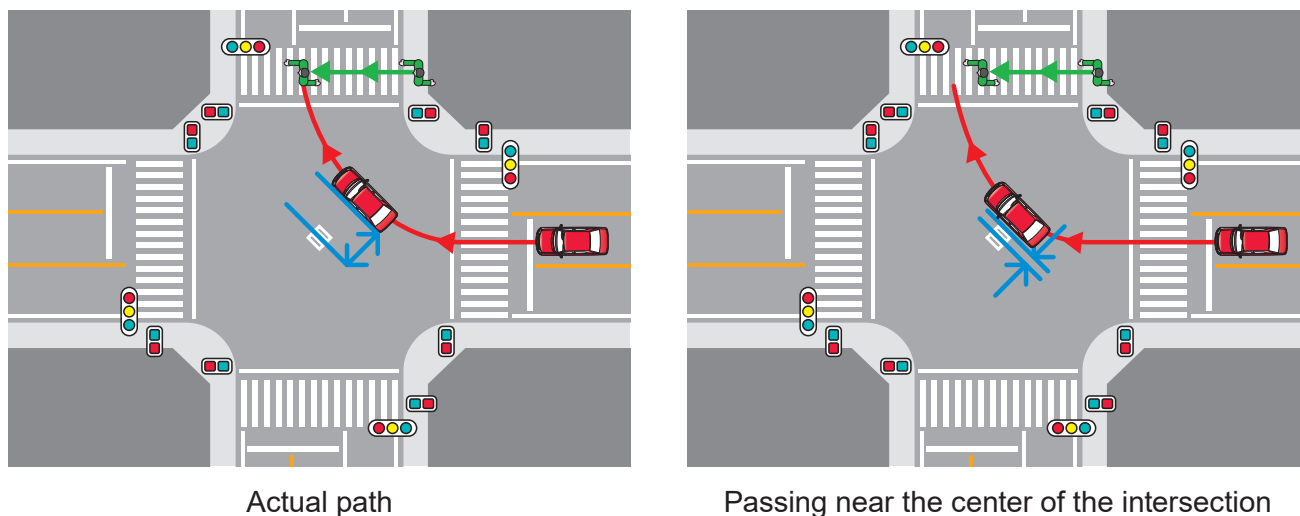 Actual path
Passing near the center of the intersection